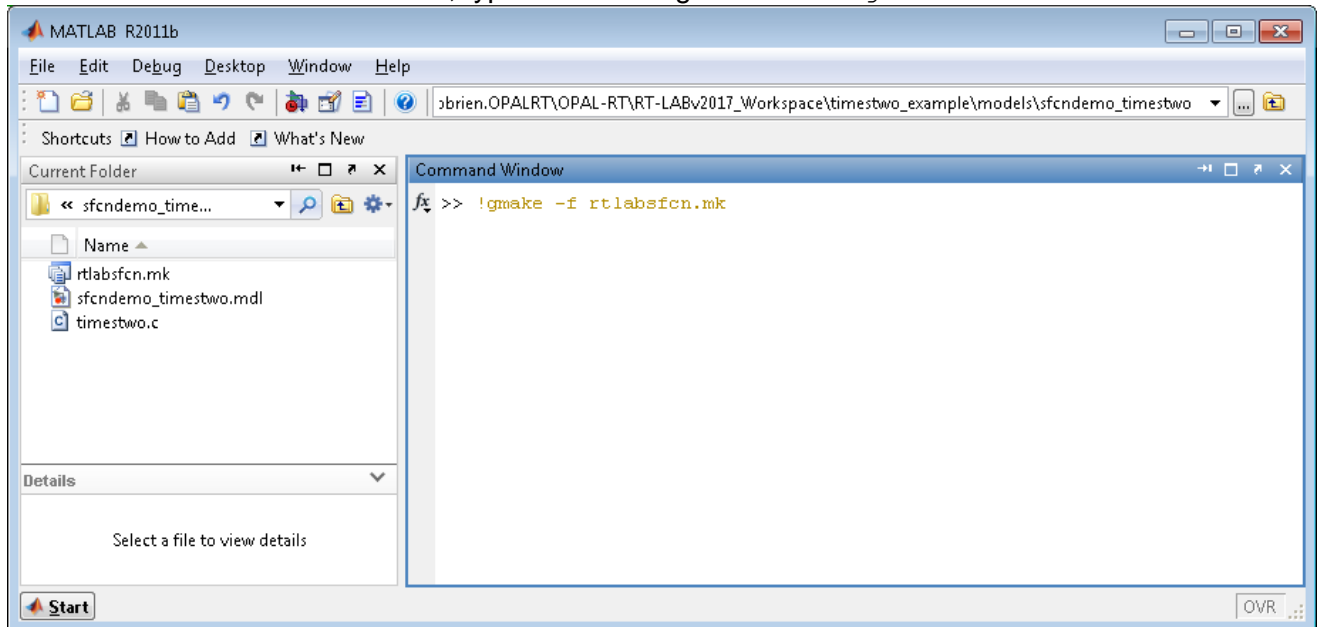 MATLAB R2011b
File Edit Debug Desktop Window Help
obrien.OPALRT\OPAL-RT\RT-LABv2017_Workspace\timestwo_example\models\sfcndemo_timestwo ...
Shortcuts How to Add What's New
Current Folder
Command Window
« sfcndemo_time...
fx >> !gmake -f rtlabsfcn.mk
Name
rtlabsfcn.mk
sfcndemo_timestwo.mdl
timestwo.c
Details
Select a file to view details
Start
OVR